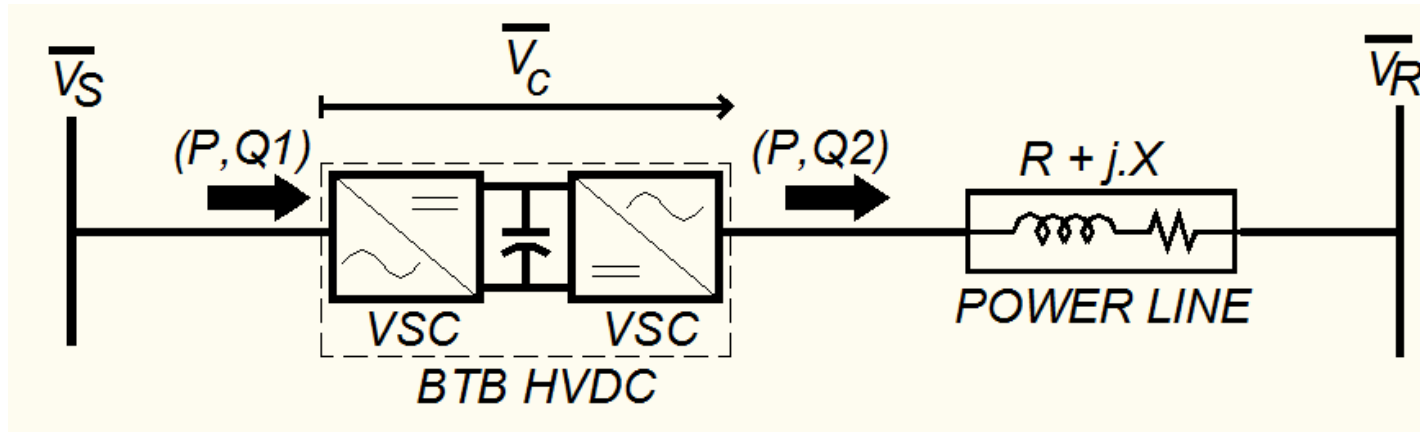 V̅S
V̅C
V̅R
(P,Q1)
(P,Q2)
R + j.X
VSC
VSC
POWER LINE
BTB HVDC